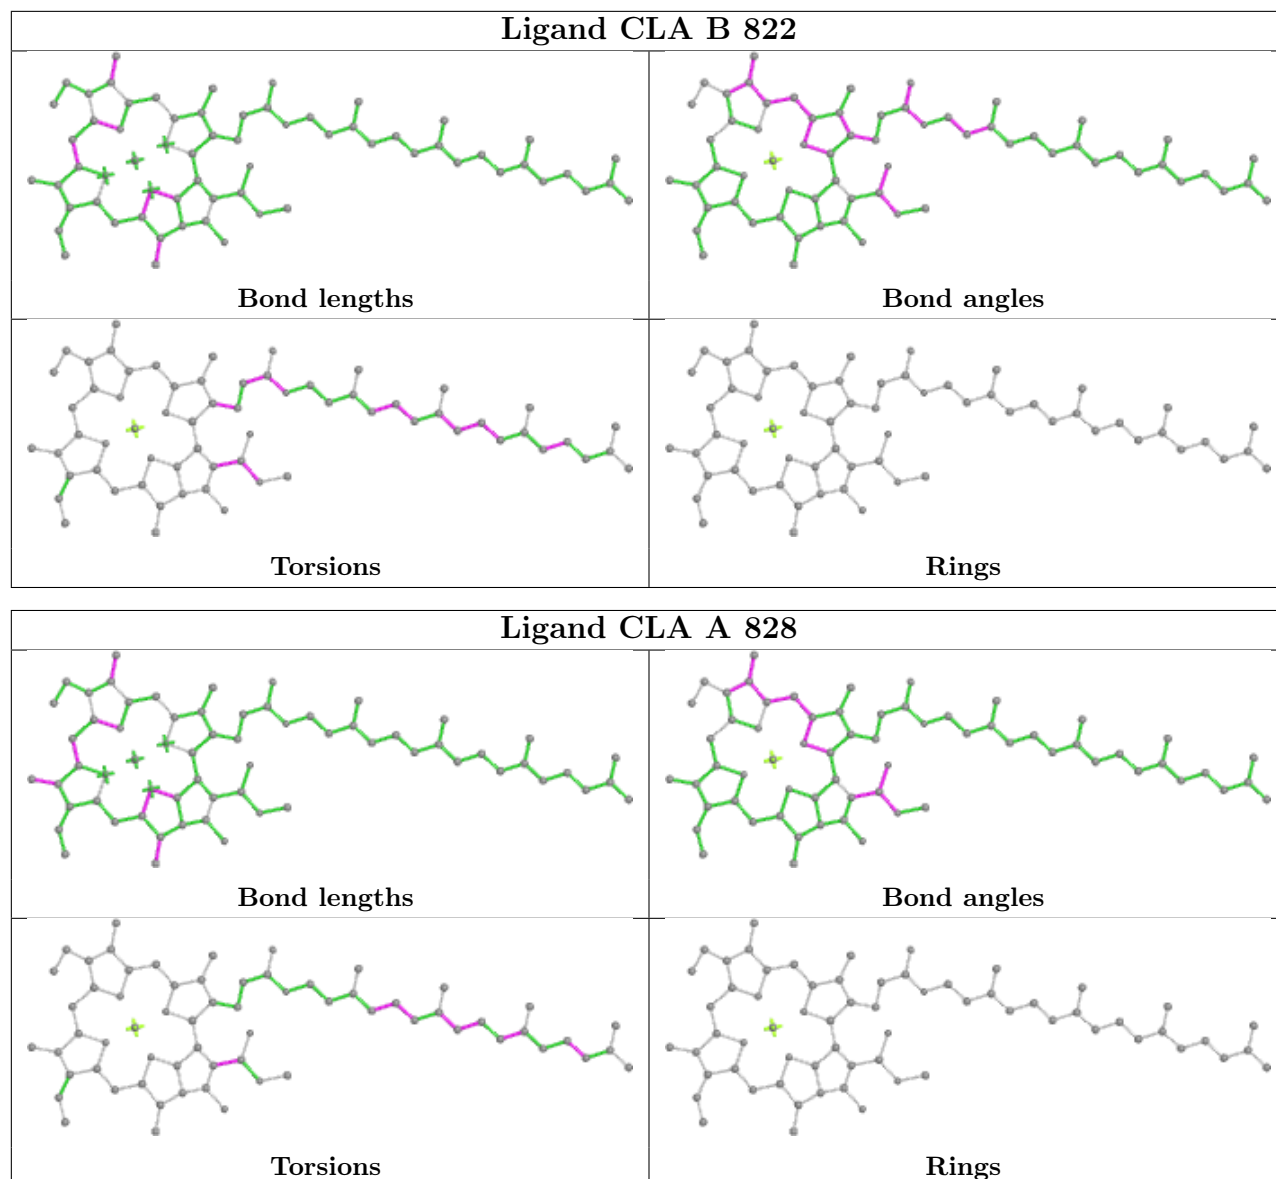 Ligand CLA B 822
Bond lengths
Bond angles
Torsions
Rings
Ligand CLA A 828
Bond lengths
Bond angles
Torsions
Rings